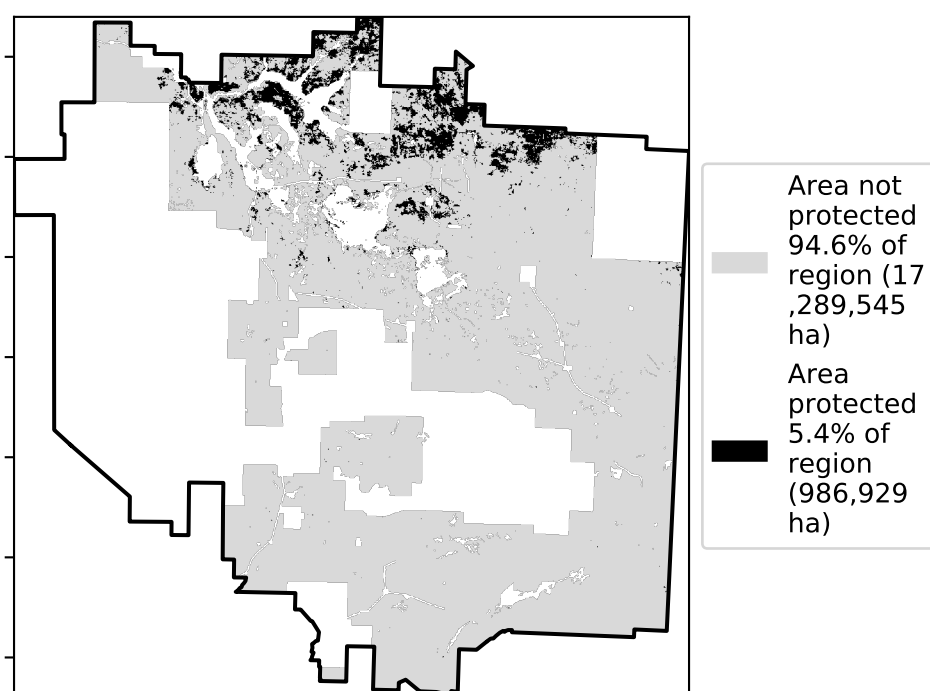 Area not
protected
94.6% of
region (17
,289,545
ha)
Area
protected
5.4% of
region
(986,929
ha)